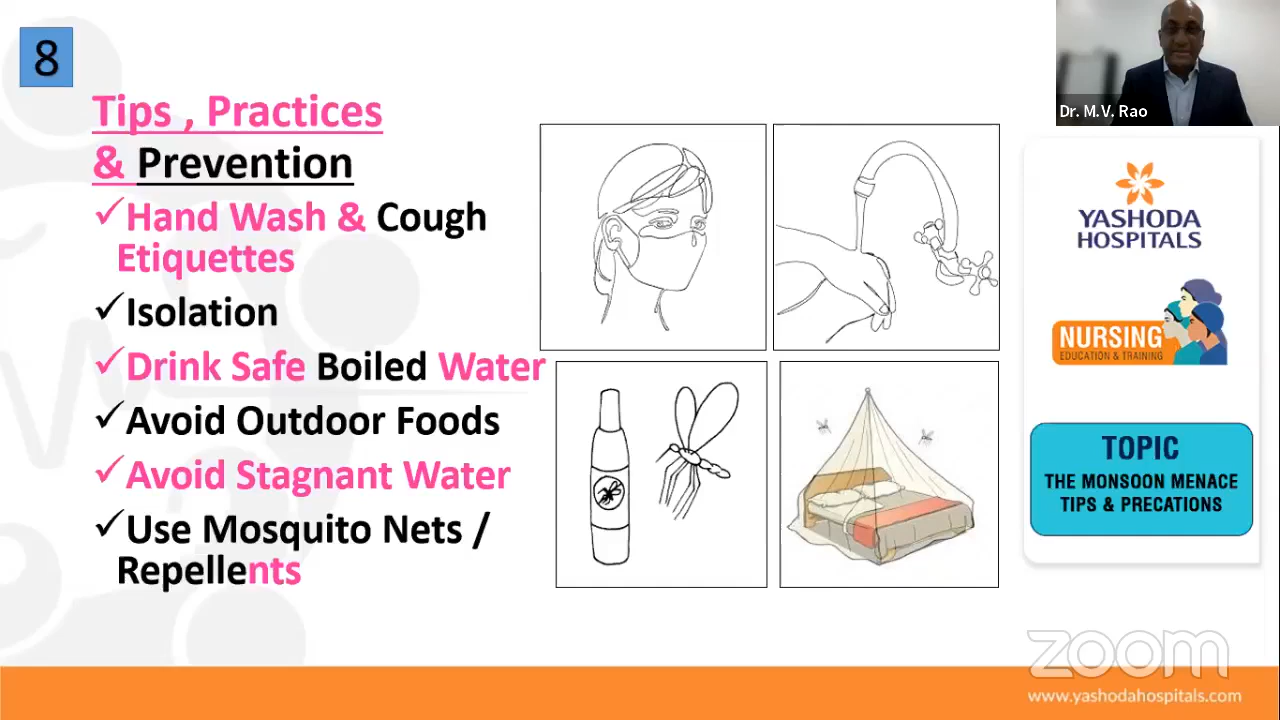 8
Tips , Practices
& Prevention
✓Hand Wash & Cough
Etiquettes
✓Isolation
✓Drink Safe Boiled Water
✓Avoid Outdoor Foods
✓Avoid Stagnant Water
✓Use Mosquito Nets /
Repellents
Dr. M.V. Rao
YASHODA
HOSPITALS
NURSING
EDUCATION & TRAINING
TOPIC
THE MONSOON MENACE
TIPS & PRECATIONS
zoom
www.yashodahospitals.com